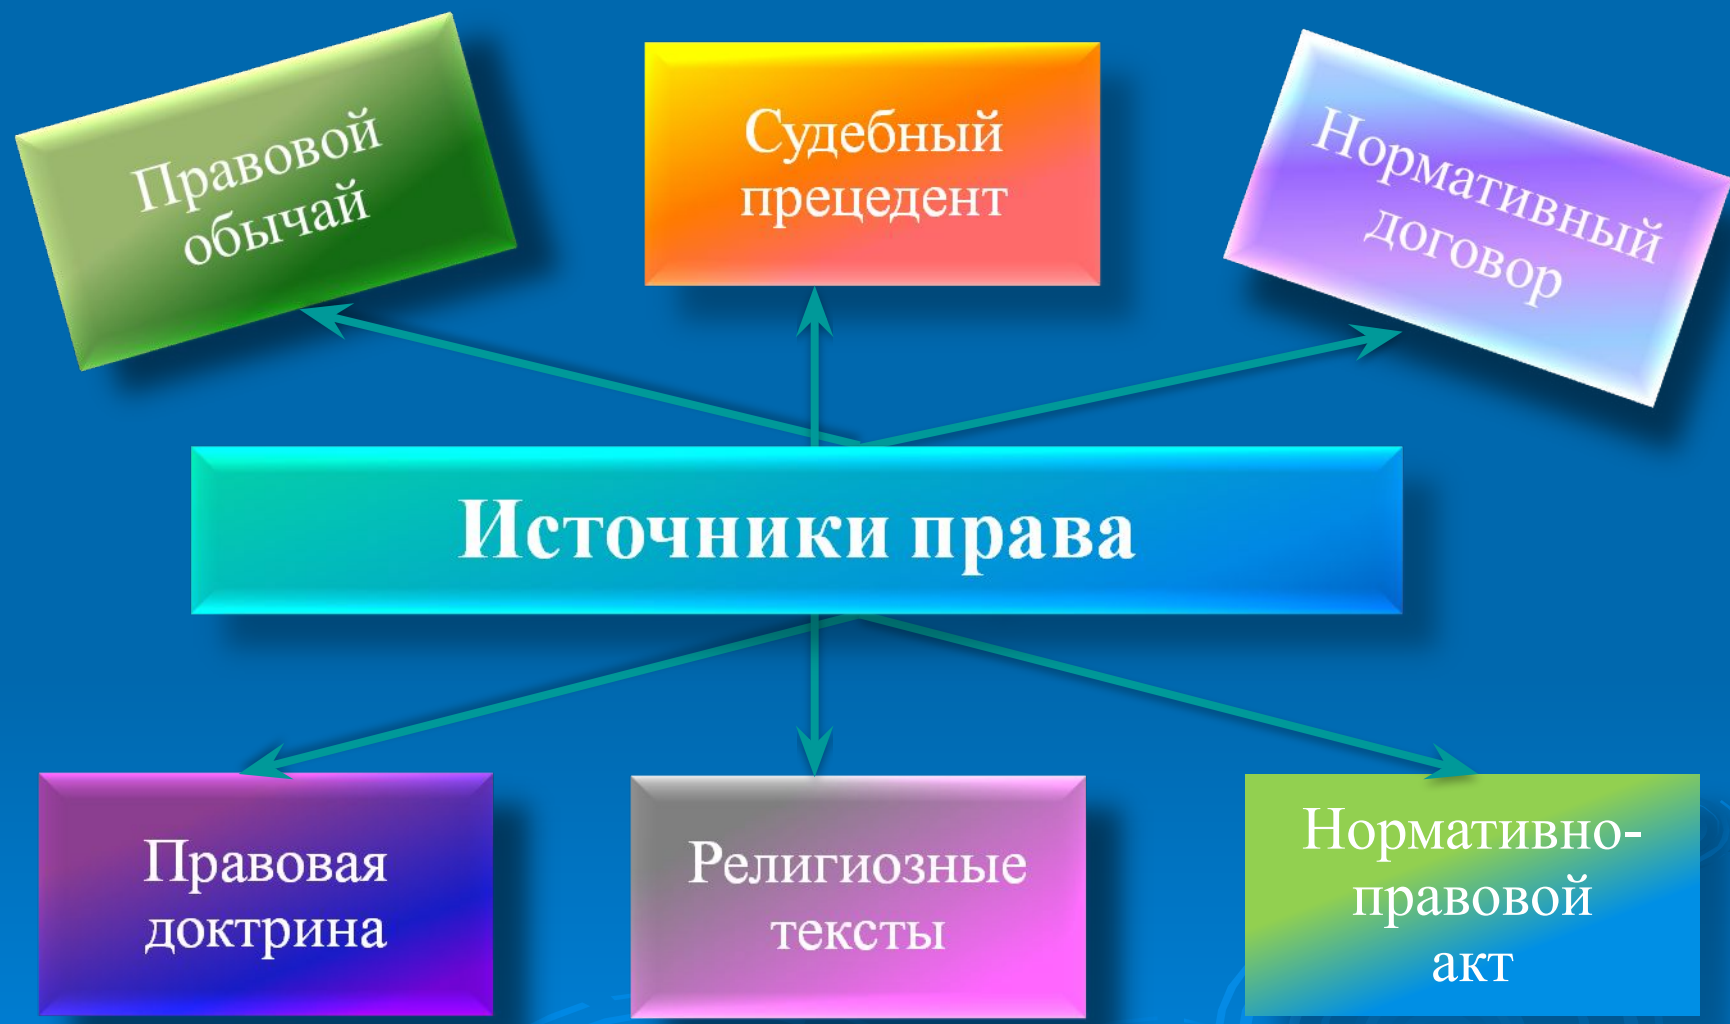 Правовой
обычай
Судебный
прецедент
Нормативный
договор
Источники права
Правовая
доктрина
Религиозные
тексты
Нормативно-
правовой
акт